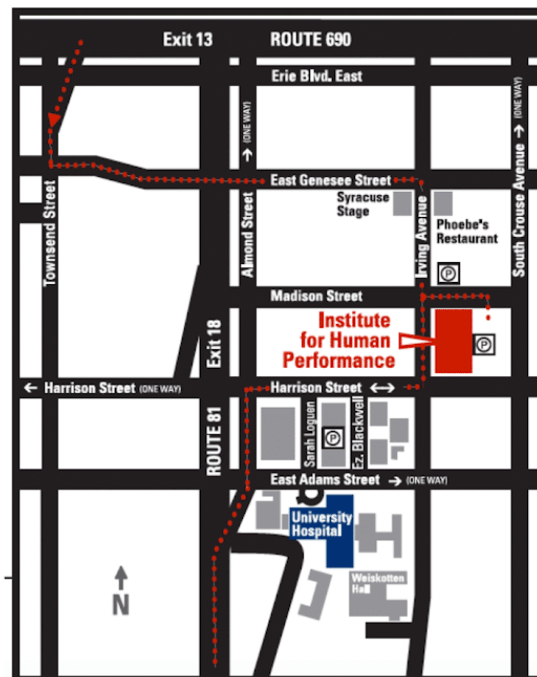 Exit 13 ROUTE 690
Erie Blvd. East
(ONE WAY)
(ONE WAY)
East Genesee Street
Syracuse
Stage
Phoebe's
Restaurant
Townsend Street
Almond Street
Irving Avenue
South Crouse Avenue
P
Madison Street
Institute
for Human
Performance
P
Exit 18
Harrison Street (ONE WAY)
Harrison Street
ROUTE 81
Sarah Loguen
P
Ez. Blackwell
East Adams Street (ONE WAY)
University
Hospital
Weiskotten
Hall
N